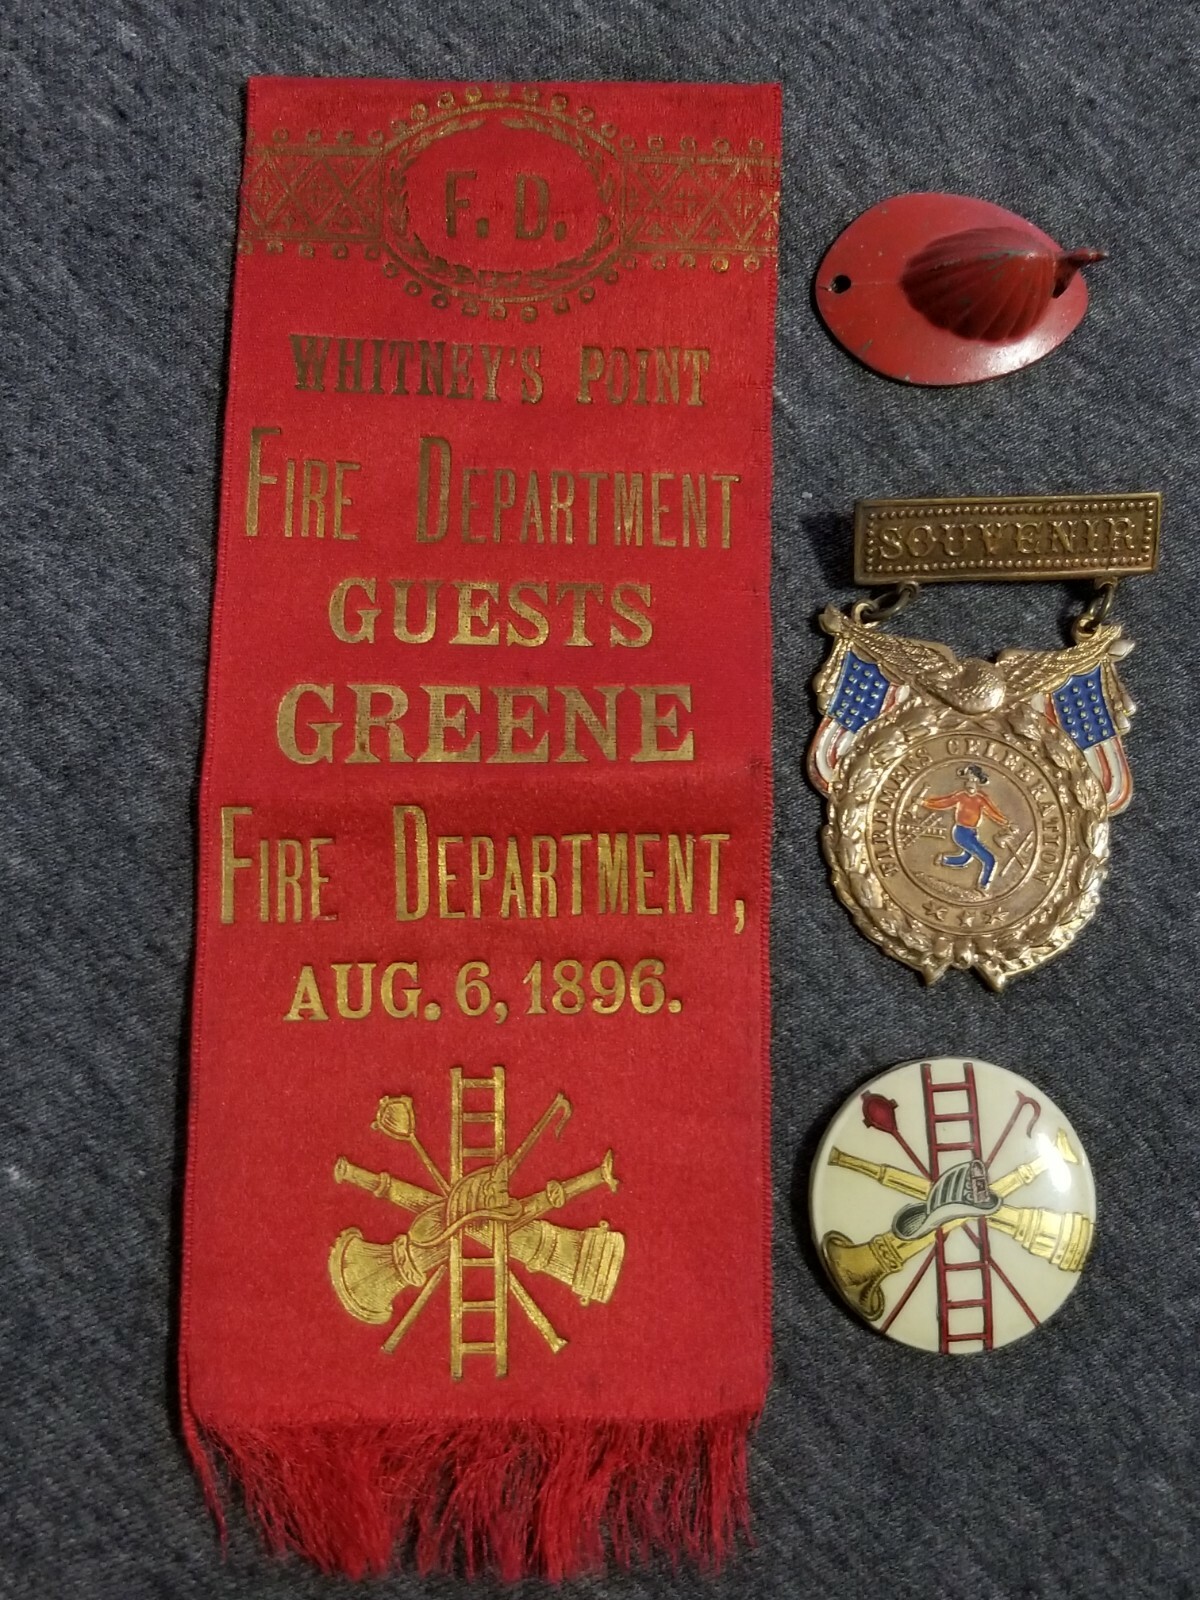 F. D.
WHITNEY'S POINT
FIRE DEPARTMENT
GUESTS
GREENE
FIRE DEPARTMENT,
AUG. 6, 1896.
SOUVENIR
FIREMEN'S CELEBRATION